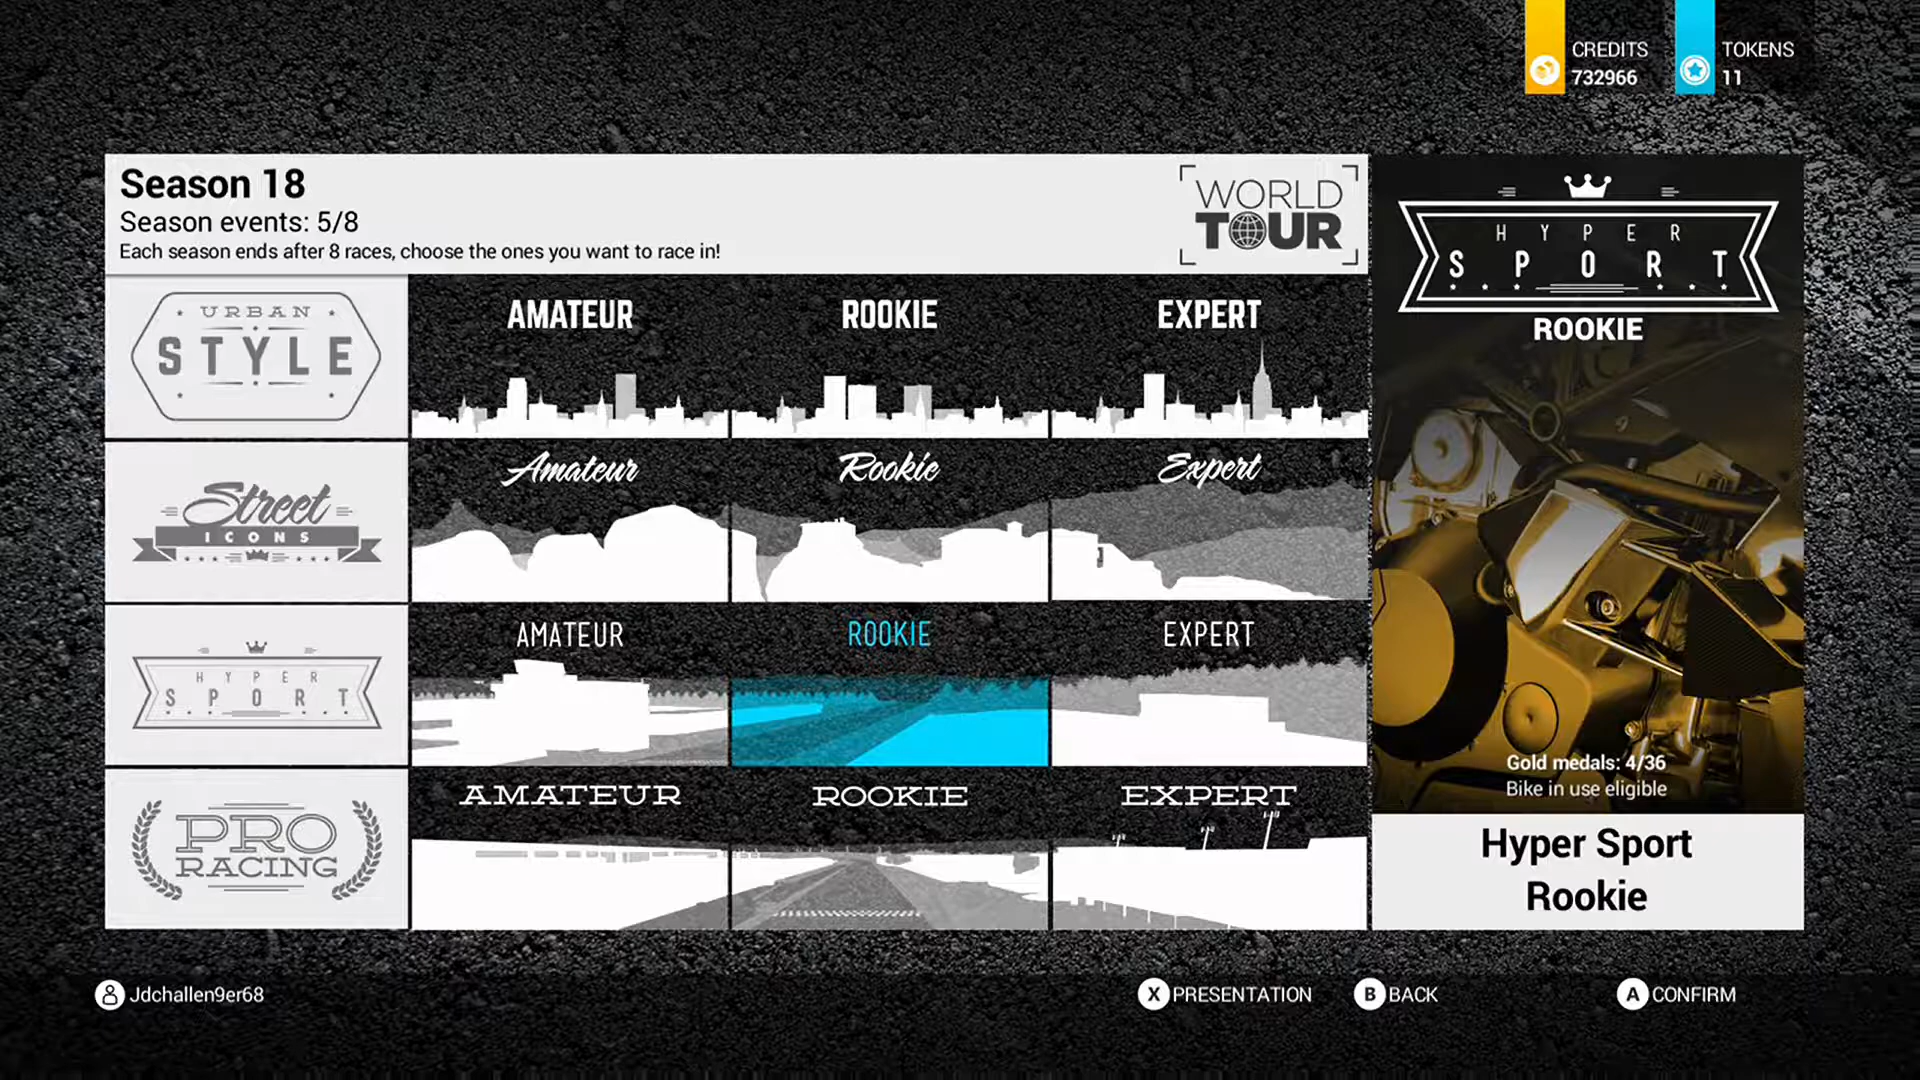 CREDITS
732966
TOKENS
11
Season 18
Season events: 5/8
Each season ends after 8 races, choose the ones you want to race in!
WORLD
TOUR
URBAN
STYLE
AMATEUR
ROOKIE
EXPERT
Street
ICONS
Amateur
Rookie
Expert
HYPER
SPORT
AMATEUR
ROOKIE
EXPERT
PRO
RACING
AMATEUR
ROOKIE
EXPERT
HYPER
SPORT
ROOKIE
Gold medals: 4/36
Bike in use eligible
Hyper Sport
Rookie
Jdchallen9er68
X PRESENTATION
B BACK
A CONFIRM